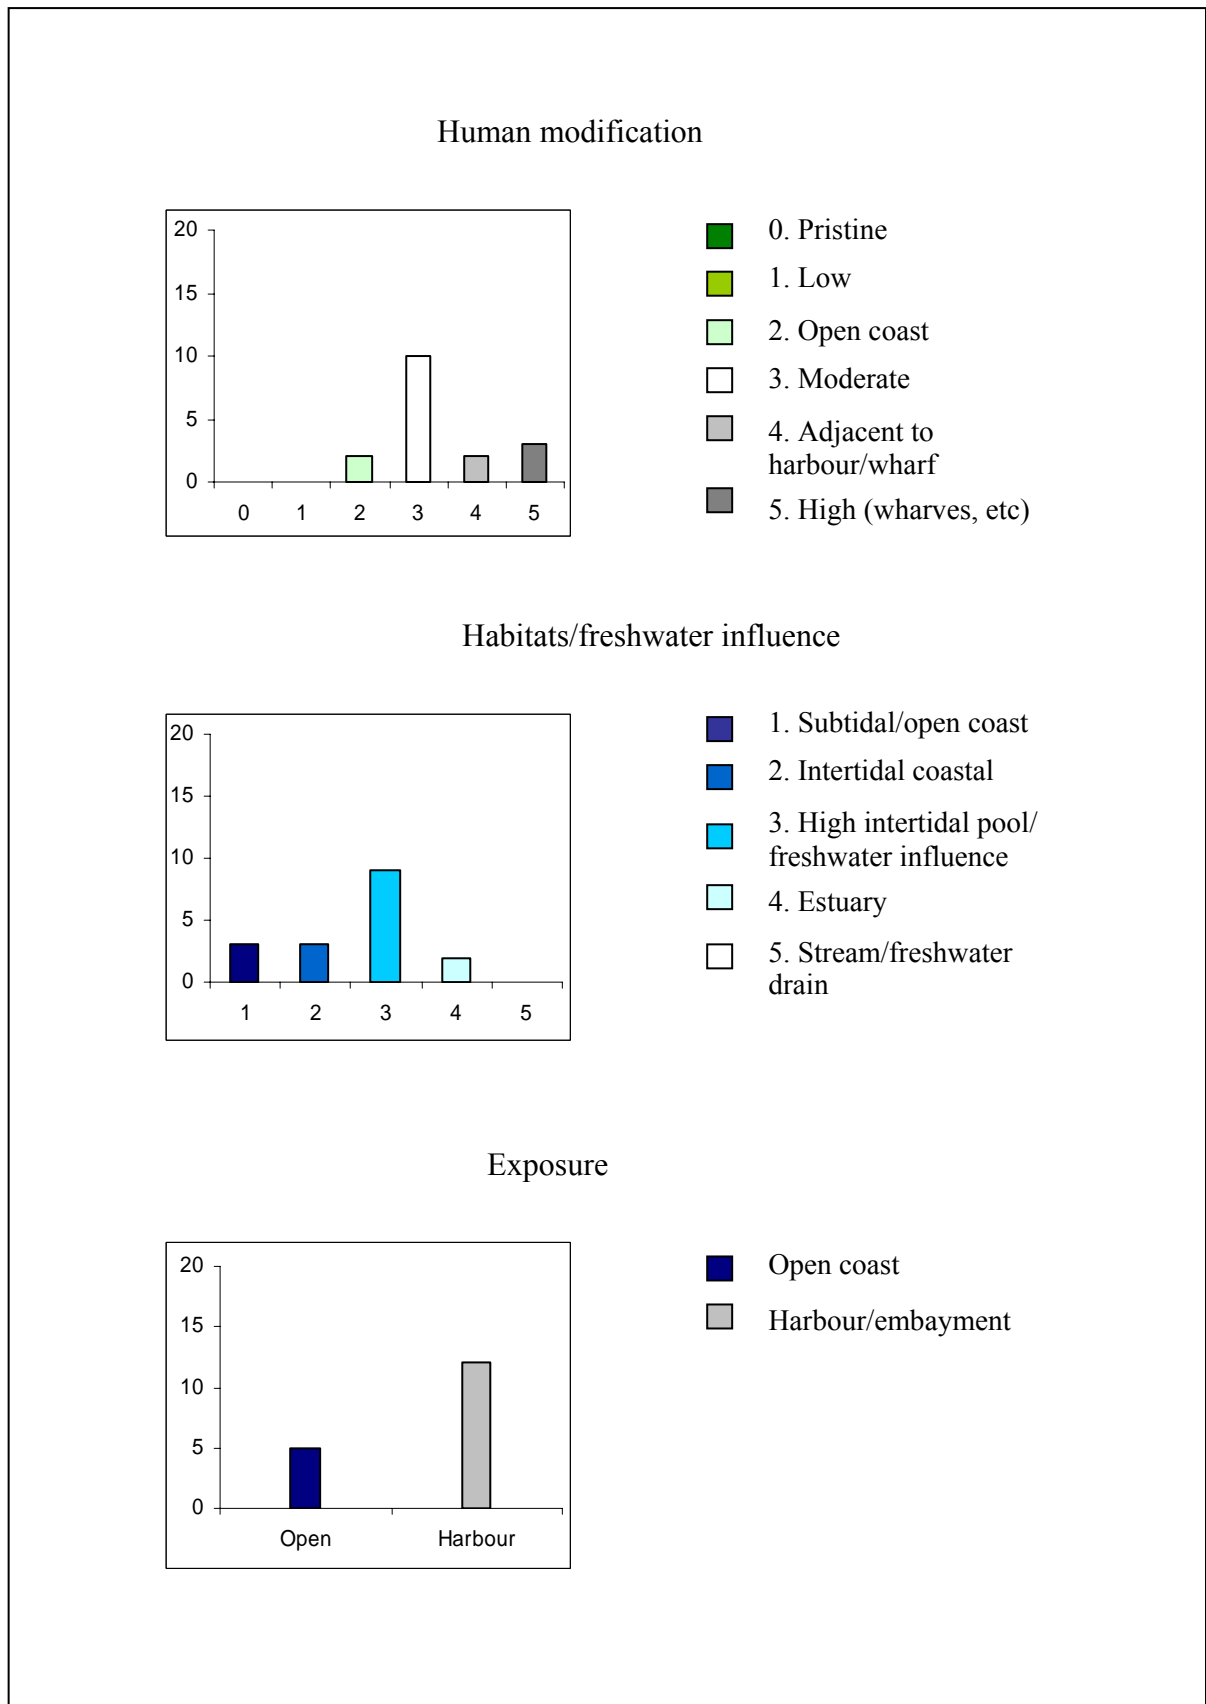 Human modification
20
15
10
5
0
0 1 2 3 4 5
0. Pristine
1. Low
2. Open coast
3. Moderate
4. Adjacent to
harbour/wharf
5. High (wharves, etc)
Habitats/freshwater influence
20
15
10
5
0
1 2 3 4 5
1. Subtidal/open coast
2. Intertidal coastal
3. High intertidal pool/
freshwater influence
4. Estuary
5. Stream/freshwater
drain
Exposure
20
15
10
5
0
Open Harbour
Open coast
Harbour/embayment